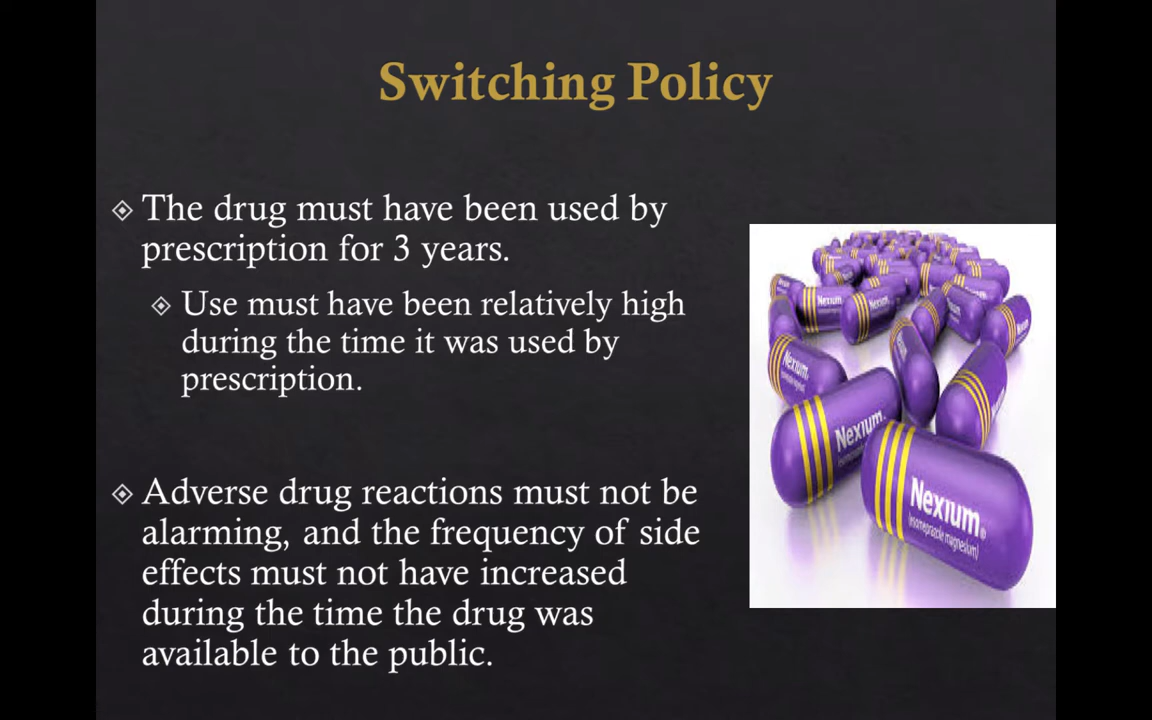 Switching Policy
The drug must have been used by
prescription for 3 years.
Use must have been relatively high
during the time it was used by
prescription.
Adverse drug reactions must not be
alarming, and the frequency of side
effects must not have increased
during the time the drug was
available to the public.
Nexium
Nexium
Nexium
Nexium
Nexium®
(esomeprazole magnesium)